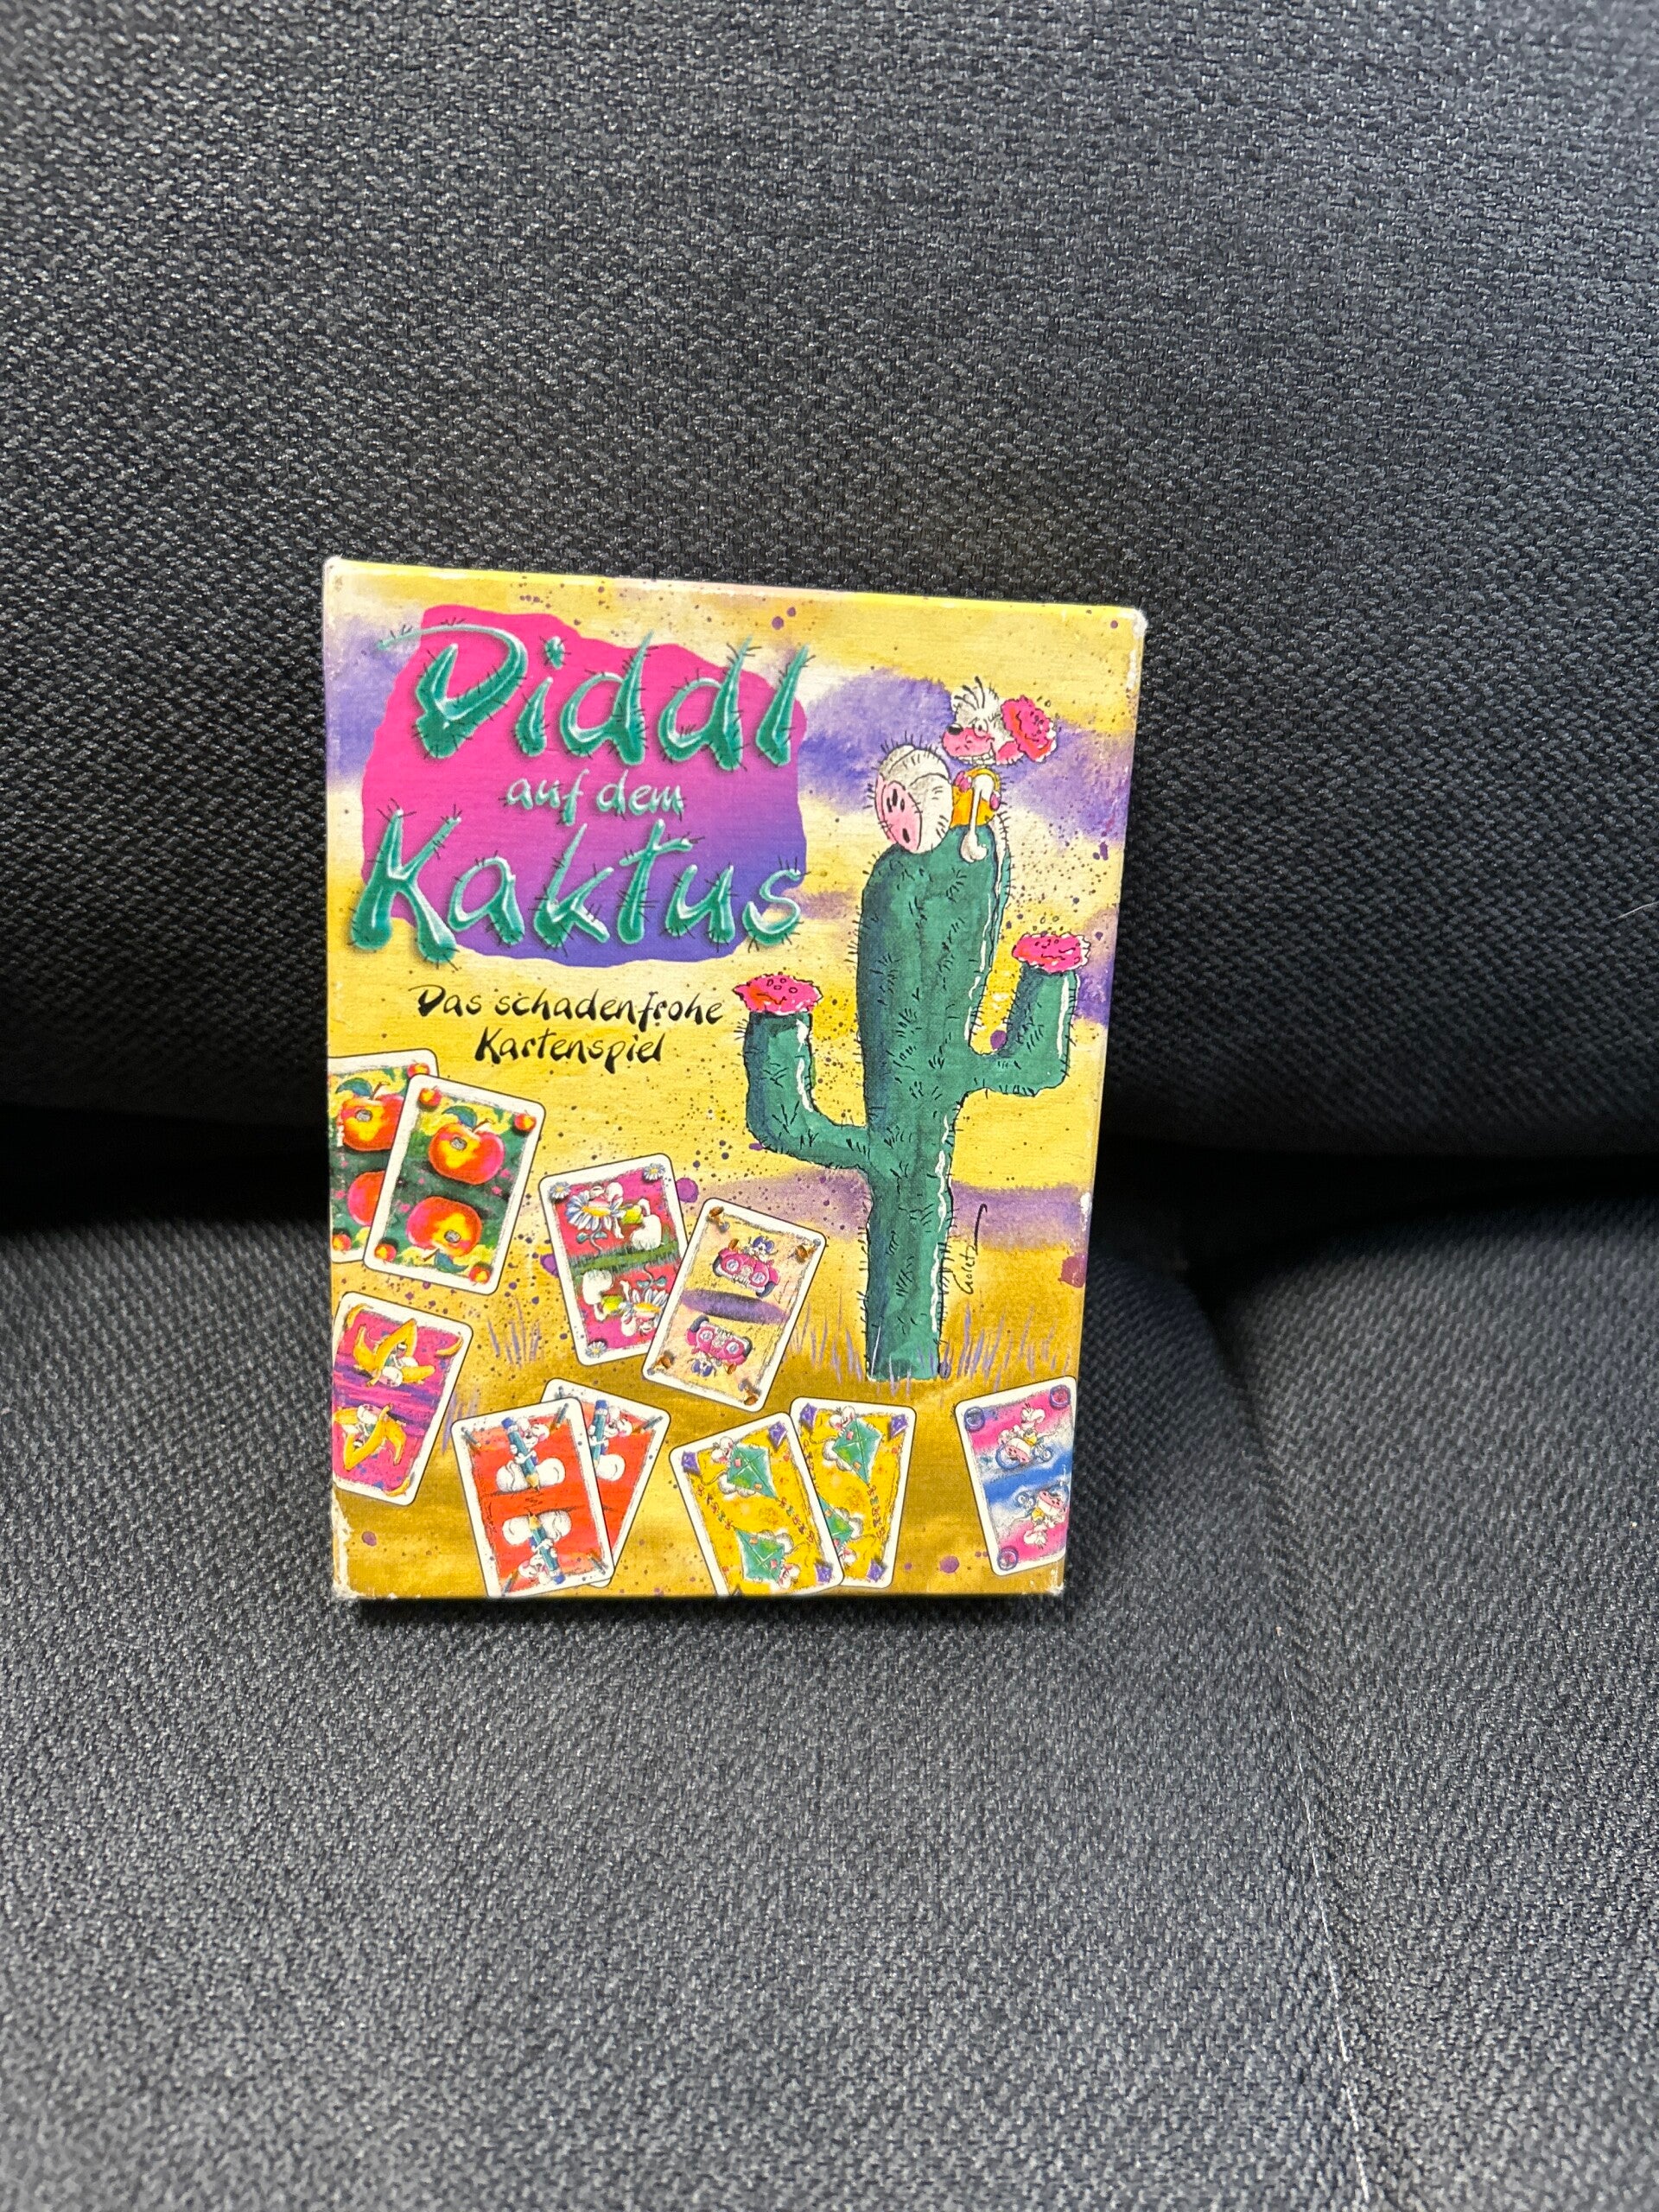 Diddl
auf dem
Kaktus
Das schadenfrohe
Kartenspiel